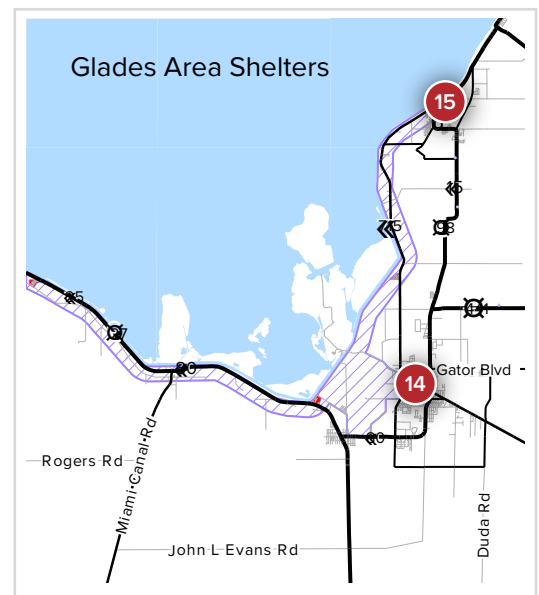 Glades Area Shelters
15
14
Gator Blvd
Rogers Rd
Miami Canal Rd
John L Evans Rd
Duda Rd